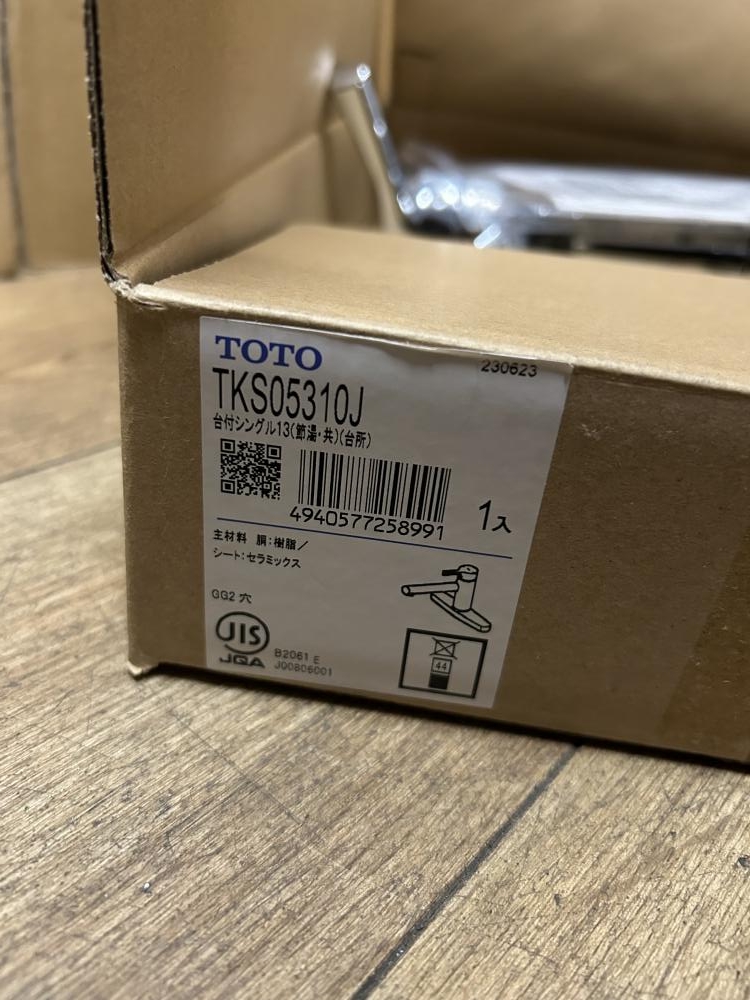 TOTO
230623
TKS05310J
台付シングル13(節湯・共)(台所)
4940577258991
1入
主材料 胴:樹脂/
シート:セラミックス
GG2 穴
JIS
JQA
B2061 E
JQ0806001
44